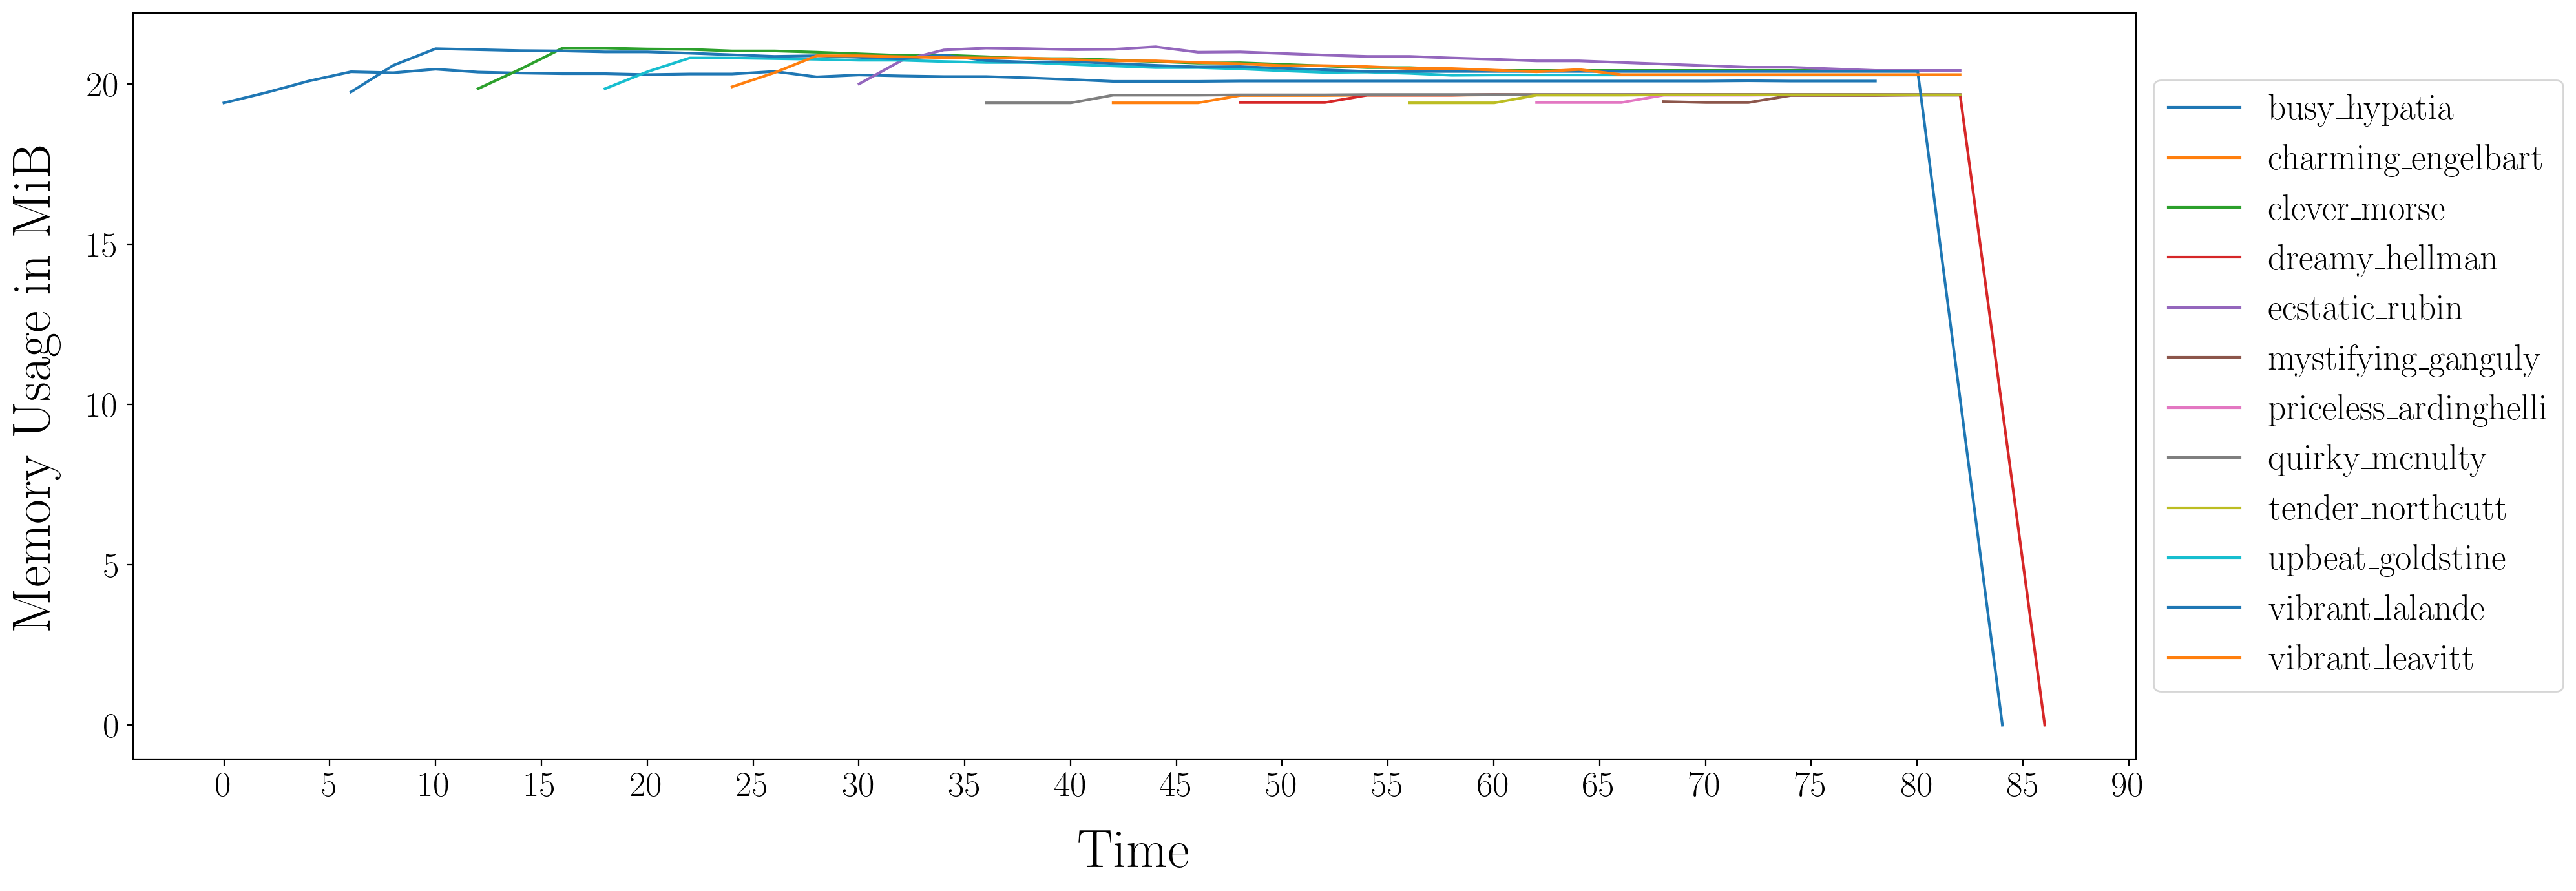 Memory Usage in MiB
20
15
10
5
0
0 5 10 15 20 25 30 35 40 45 50 55 60 65 70 75 80 85 90
Time
busy_hypatia
charming_engelbart
clever_morse
dreamy_hellman
ecstatic_rubin
mystifying_ganguly
priceless_ardinghelli
quirky_mcnulty
tender_northcutt
upbeat_goldstine
vibrant_lalande
vibrant_leavitt